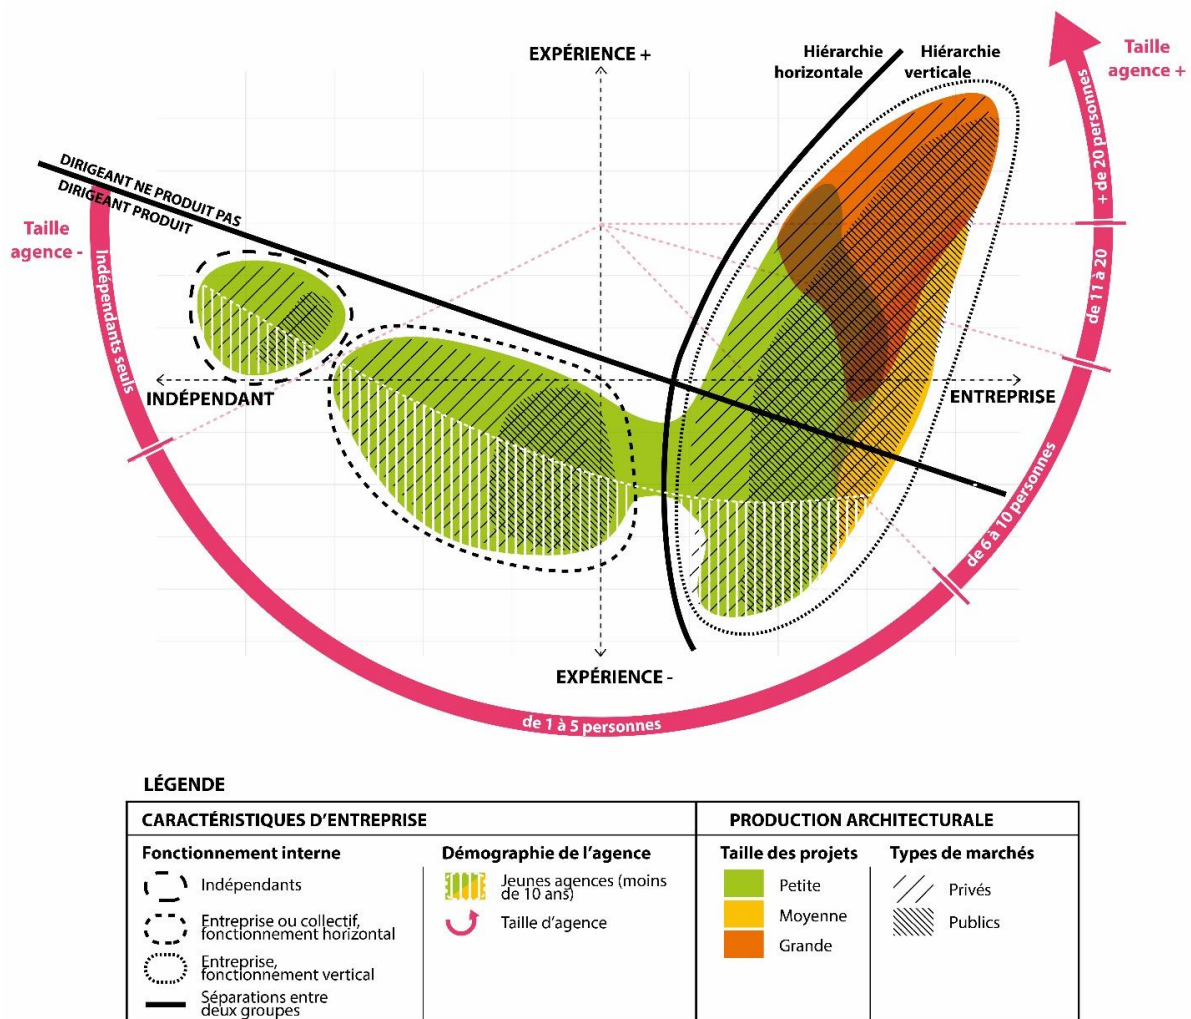 EXPÉRIENCE +
Hiérarchie
horizontale
Hiérarchie
verticale
Taille
agence +
+ de 20 personnes
DIRIGEANT NE PRODUIT PAS
DIRIGEANT PRODUIT
Taille
agence -
Indépendants seuls
de 11 à 20
INDÉPENDANT
ENTREPRISE
de 6 à 10 personnes
EXPÉRIENCE -
de 1 à 5 personnes
LÉGENDE
CARACTÉRISTIQUES D'ENTREPRISE
PRODUCTION ARCHITECTURALE
Fonctionnement interne
Indépendants
Entreprise ou collectif,
fonctionnement horizontal
Entreprise,
fonctionnement vertical
Séparations entre
deux groupes
Démographie de l'agence
Jeunes agences (moins
de 10 ans)
Taille d'agence
Taille des projets
Petite
Moyenne
Grande
Types de marchés
Privés
Publics